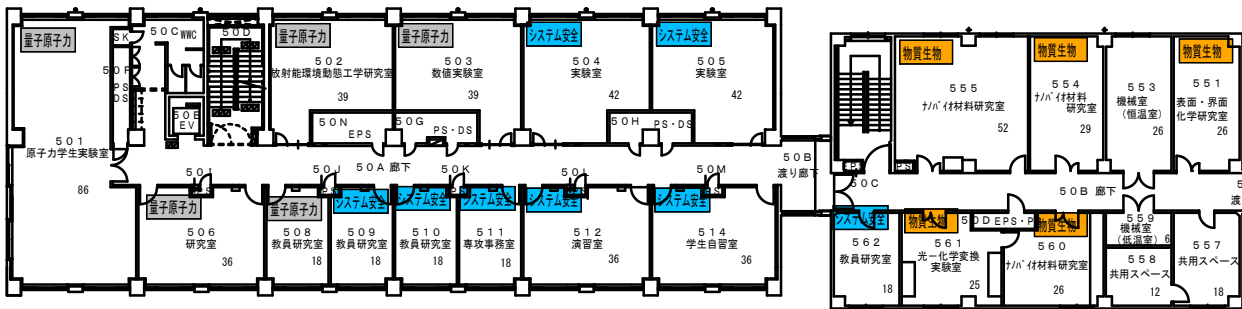 量子原子力
SK
50C
WWC
50D
50F
PS
DS
50E
EV
501
原子力学生実験室
86
量子原子力
502
放射能環境動態工学研究室
39
量子原子力
503
数値実験室
39
システム安全
504
実験室
42
システム安全
505
実験室
42
50N
EPS
50G
PS・DS
50H
PS・DS
50I
PS
50J
PS
50A 廊下
50K
PS
50L
PS
50M
PS
50B
渡り廊下
量子原子力
506
研究室
36
量子原子力
508
教員研究室
18
システム安全
509
教員研究室
18
システム安全
510
教員研究室
18
システム安全
511
専攻事務室
18
システム安全
512
演習室
36
システム安全
514
学生自習室
36
物質生物
555
ナノバイオ材料研究室
52
物質生物
554
ナノバイオ材料
研究室
29
553
機械室
(恒温室)
26
物質生物
551
表面・界面
化学研究室
26
PS
PS
50C
50B 廊下
渡
システム安全
562
教員研究室
18
物質生物
561
光－化学変換
実験室
25
50D
EPS・P
物質生物
560
ナノバイオ材料研究室
26
559
機械室
(低温室)
6
558
共用スペース
12
557
共用スペース
18